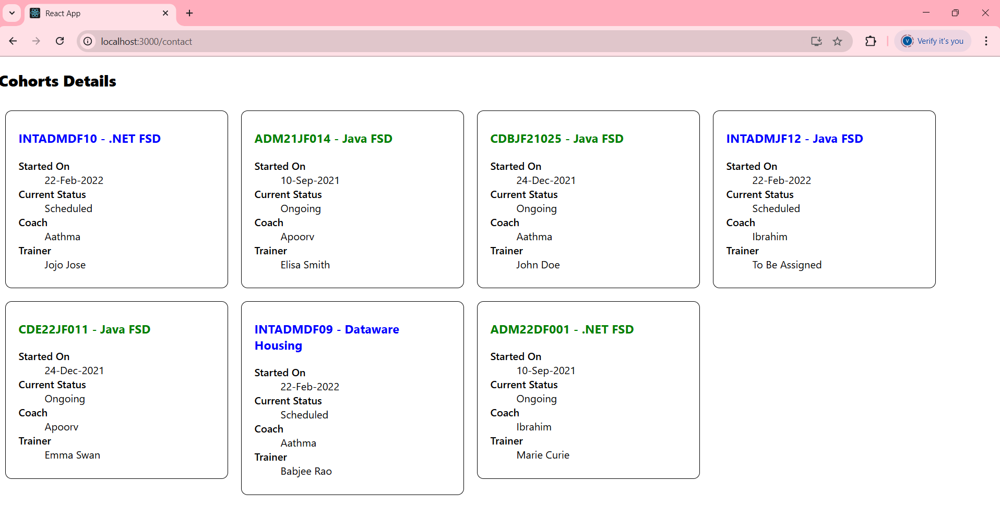 React App
localhost:3000/contact
Verify it's you
Cohorts Details
INTADMDF10 - .NET FSD
Started On
22-Feb-2022
Current Status
Scheduled
Coach
Aathma
Trainer
Jojo Jose
ADM21JF014 - Java FSD
Started On
10-Sep-2021
Current Status
Ongoing
Coach
Apoorv
Trainer
Elisa Smith
CDBJF21025 - Java FSD
Started On
24-Dec-2021
Current Status
Ongoing
Coach
Aathma
Trainer
John Doe
INTADMJF12 - Java FSD
Started On
22-Feb-2022
Current Status
Scheduled
Coach
Ibrahim
Trainer
To Be Assigned
CDE22JF011 - Java FSD
Started On
24-Dec-2021
Current Status
Ongoing
Coach
Apoorv
Trainer
Emma Swan
INTADMDF09 - Dataware
Housing
Started On
22-Feb-2022
Current Status
Scheduled
Coach
Aathma
Trainer
Babjee Rao
ADM22DF001 - .NET FSD
Started On
10-Sep-2021
Current Status
Ongoing
Coach
Ibrahim
Trainer
Marie Curie